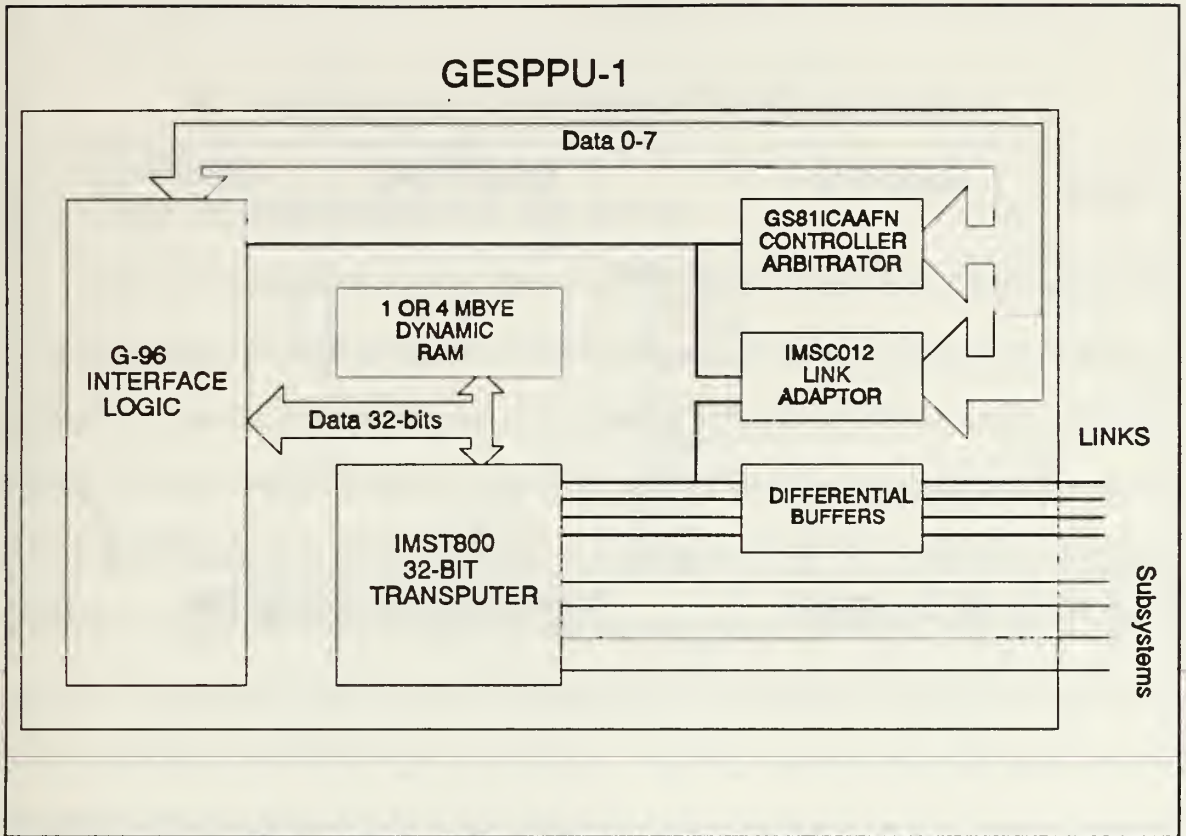 GESPPU-1
Data 0-7
GS81ICAAFN
CONTROLLER
ARBITRATOR
1 OR 4 MBYE
DYNAMIC
RAM
G-96
INTERFACE
LOGIC
IMSC012
LINK
ADAPTOR
Data 32-bits
LINKS
DIFFERENTIAL
BUFFERS
IMST800
32-BIT
TRANSPUTER
Subsystems